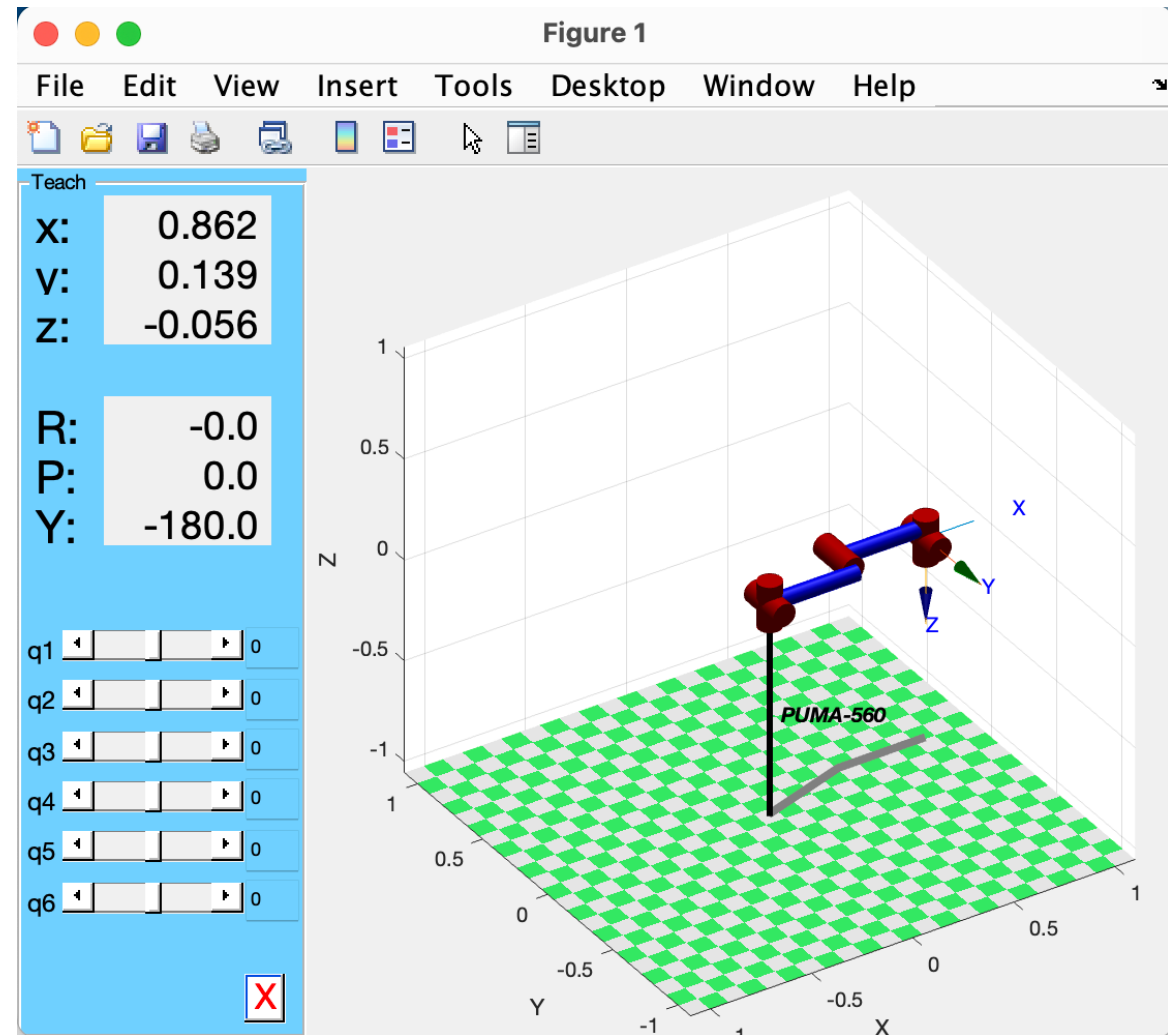 Figure 1
File Edit View Insert Tools Desktop Window Help
Teach
x: 0.862
y: 0.139
z: -0.056
R: -0.0
P: 0.0
Y: -180.0
q1 0
q2 0
q3 0
q4 0
q5 0
q6 0
X
1
0.5
0
-0.5
-1
Z
X
Y
Z
PUMA-560
1
0.5
0
-0.5
-1
Y
1
0.5
0
-0.5
X